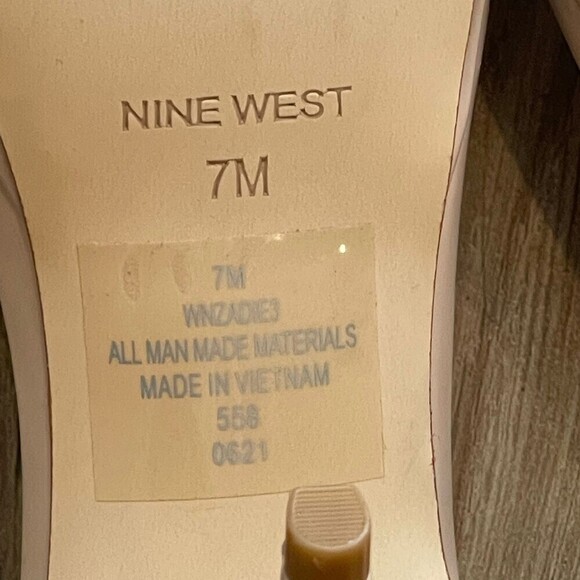 NINE WEST
7M
7M
WNZADIE3
ALL MAN MADE MATERIALS
MADE IN VIETNAM
558
0621